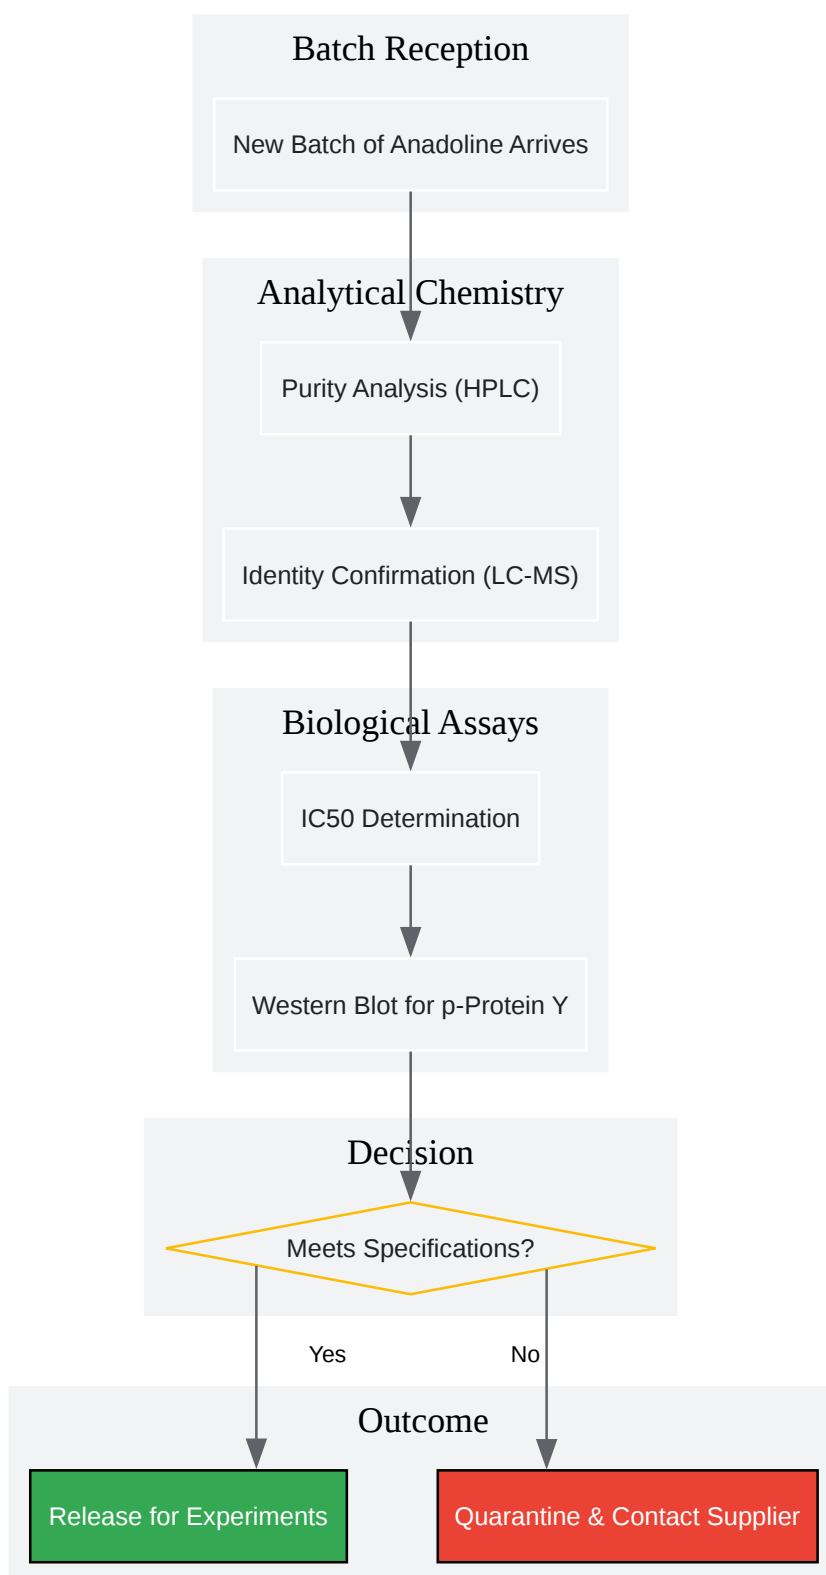 Batch Reception
New Batch of Anadoline Arrives
Analytical Chemistry
Purity Analysis (HPLC)
Identity Confirmation (LC-MS)
Biological Assays
IC50 Determination
Western Blot for p-Protein Y
Decision
Meets Specifications?
Yes
No
Outcome
Release for Experiments
Quarantine & Contact Supplier